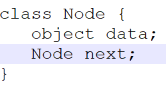 class Node {
   object data;
   Node next;
}